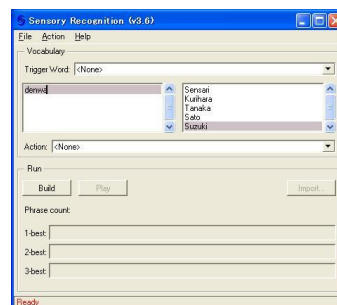 Sensory Recognition (v3.6)
File Action Help
Vocabulary
Trigger Word: <None>
denwa
Sensari
Kurihara
Tanaka
Sato
Suzuki
Action: <None>
Run
Build Play Import...
Phrase count:
1-best:
2-best:
3-best:
Ready